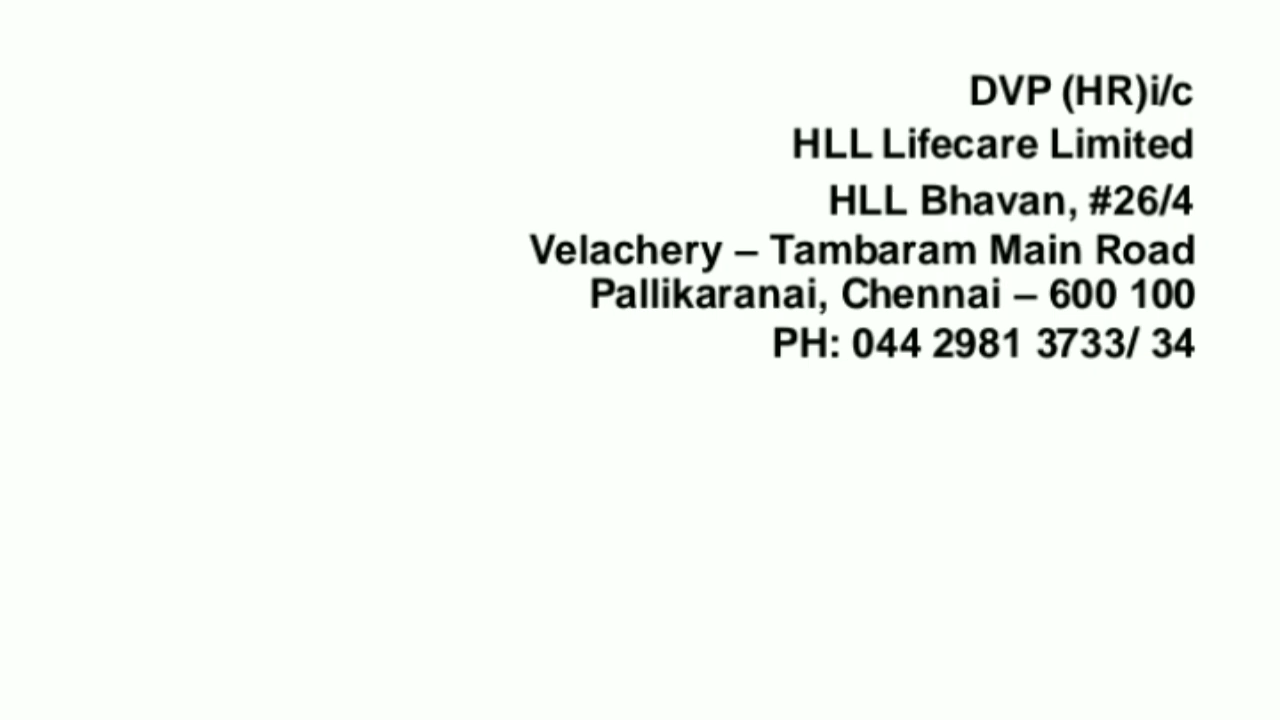 DVP (HR)i/c
HLL Lifecare Limited
HLL Bhavan, #26/4
Velachery – Tambaram Main Road
Pallikaranai, Chennai – 600 100
PH: 044 2981 3733/ 34